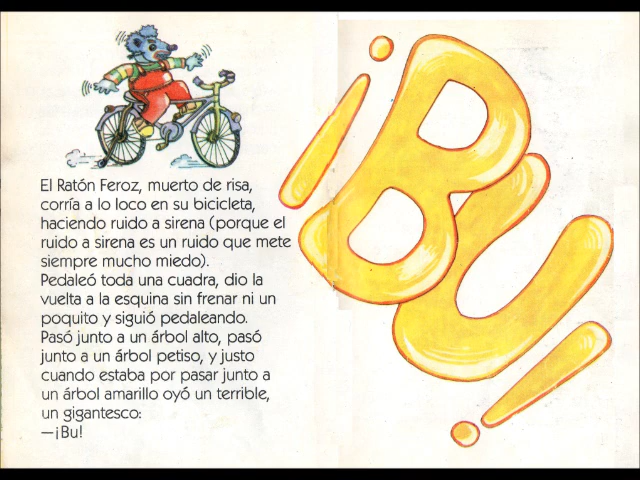 El Ratón Feroz, muerto de risa,
corría a lo loco en su bicicleta,
haciendo ruido a sirena (porque el
ruido a sirena es un ruido que mete
siempre mucho miedo).
Pedaleó toda una cuadra, dio la
vuelta a la esquina sin frenar ni un
poquito y siguió pedaleando.
Pasó junto a un árbol alto, pasó
junto a un árbol petiso, y justo
cuando estaba por pasar junto a
un árbol amarillo oyó un terrible,
un gigantesco:
—¡Bu!
¡BU!